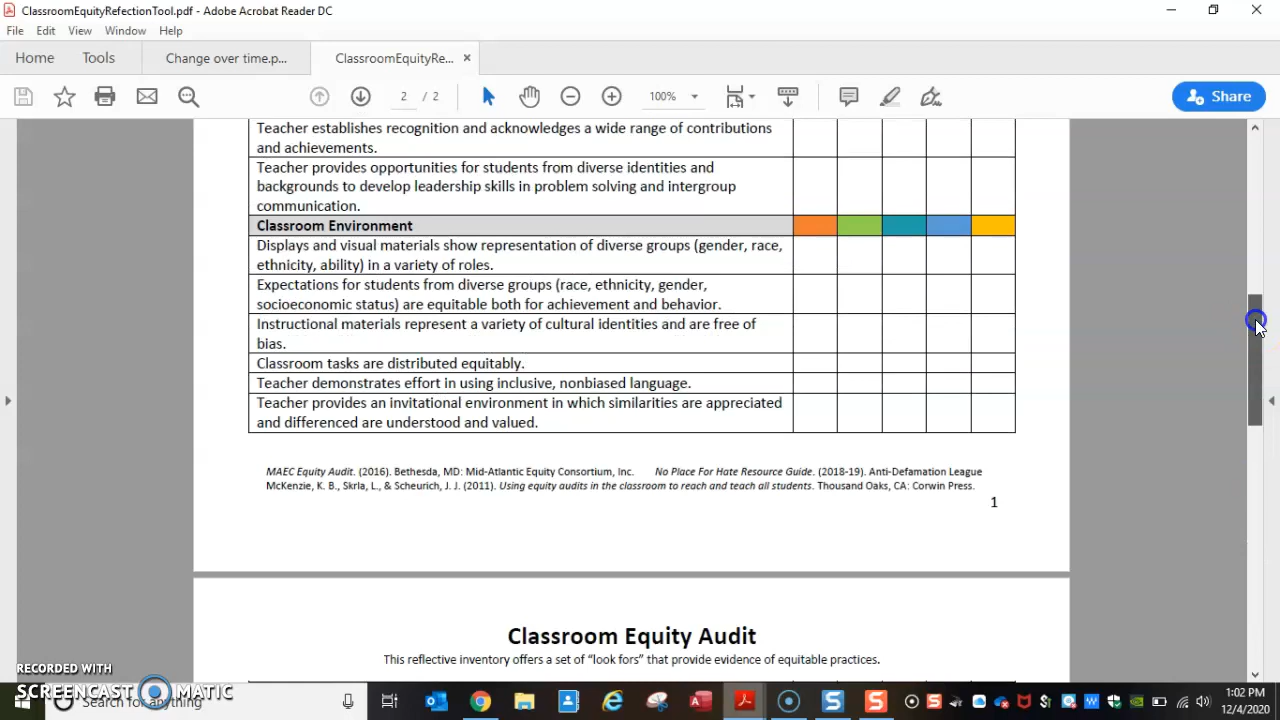 ClassroomEquityRefectionTool.pdf - Adobe Acrobat Reader DC
File Edit View Window Help
Home Tools Change over time.p... ClassroomEquityRe... ×
2 / 2 100% Share
Teacher establishes recognition and acknowledges a wide range of contributions
and achievements.
Teacher provides opportunities for students from diverse identities and
backgrounds to develop leadership skills in problem solving and intergroup
communication.
Classroom Environment
Displays and visual materials show representation of diverse groups (gender, race,
ethnicity, ability) in a variety of roles.
Expectations for students from diverse groups (race, ethnicity, gender,
socioeconomic status) are equitable both for achievement and behavior.
Instructional materials represent a variety of cultural identities and are free of
bias.
Classroom tasks are distributed equitably.
Teacher demonstrates effort in using inclusive, nonbiased language.
Teacher provides an invitational environment in which similarities are appreciated
and differenced are understood and valued.
MAEC Equity Audit. (2016). Bethesda, MD: Mid-Atlantic Equity Consortium, Inc. No Place For Hate Resource Guide. (2018-19). Anti-Defamation League
McKenzie, K. B., Skrla, L., & Scheurich, J. J. (2011). Using equity audits in the classroom to reach and teach all students. Thousand Oaks, CA: Corwin Press.
1
Classroom Equity Audit
This reflective inventory offers a set of “look fors” that provide evidence of equitable practices.
RECORDED WITH
SCREENCAST MATIC
Search for anything
1:02 PM
12/4/2020